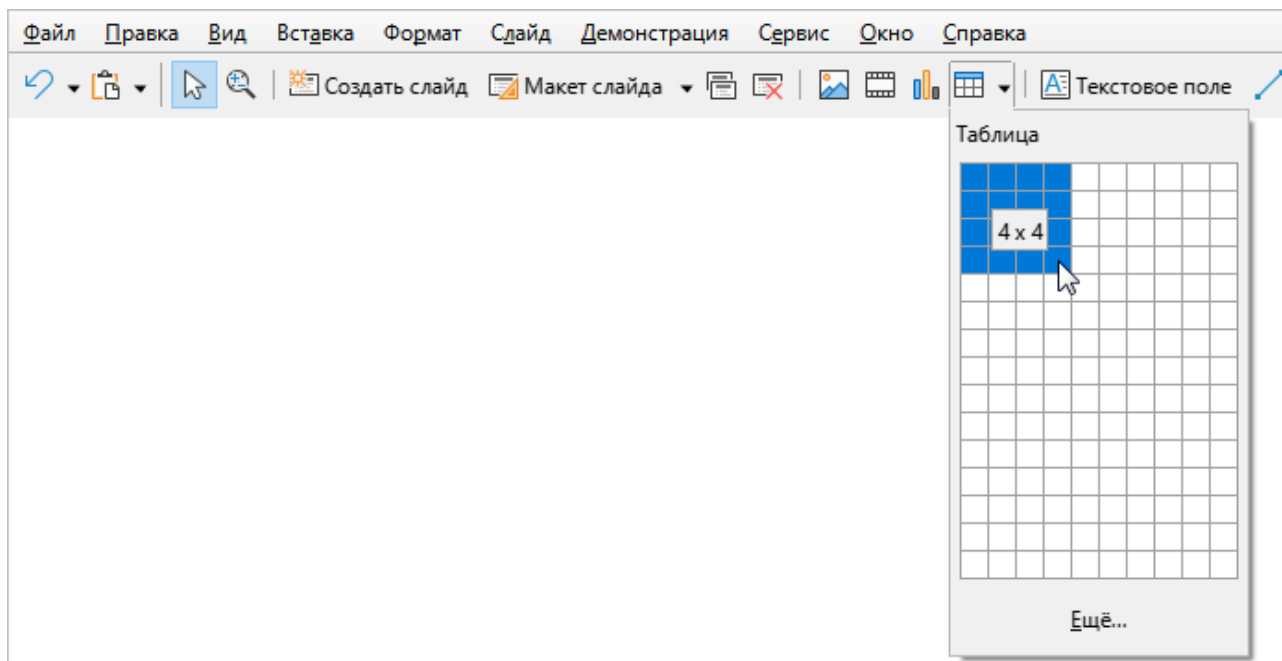 Файл Правка Вид Вставка Формат Слайд Демонстрация Сервис Окно Справка
Создать слайд Макет слайда A Текстовое поле
Таблица
4 x 4
Ещё...